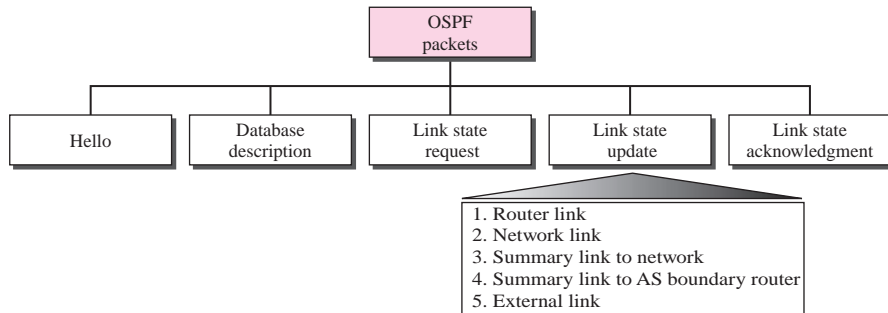 OSPF
packets
Hello
Database
description
Link state
request
Link state
update
Link state
acknowledgment
1. Router link
2. Network link
3. Summary link to network
4. Summary link to AS boundary router
5. External link